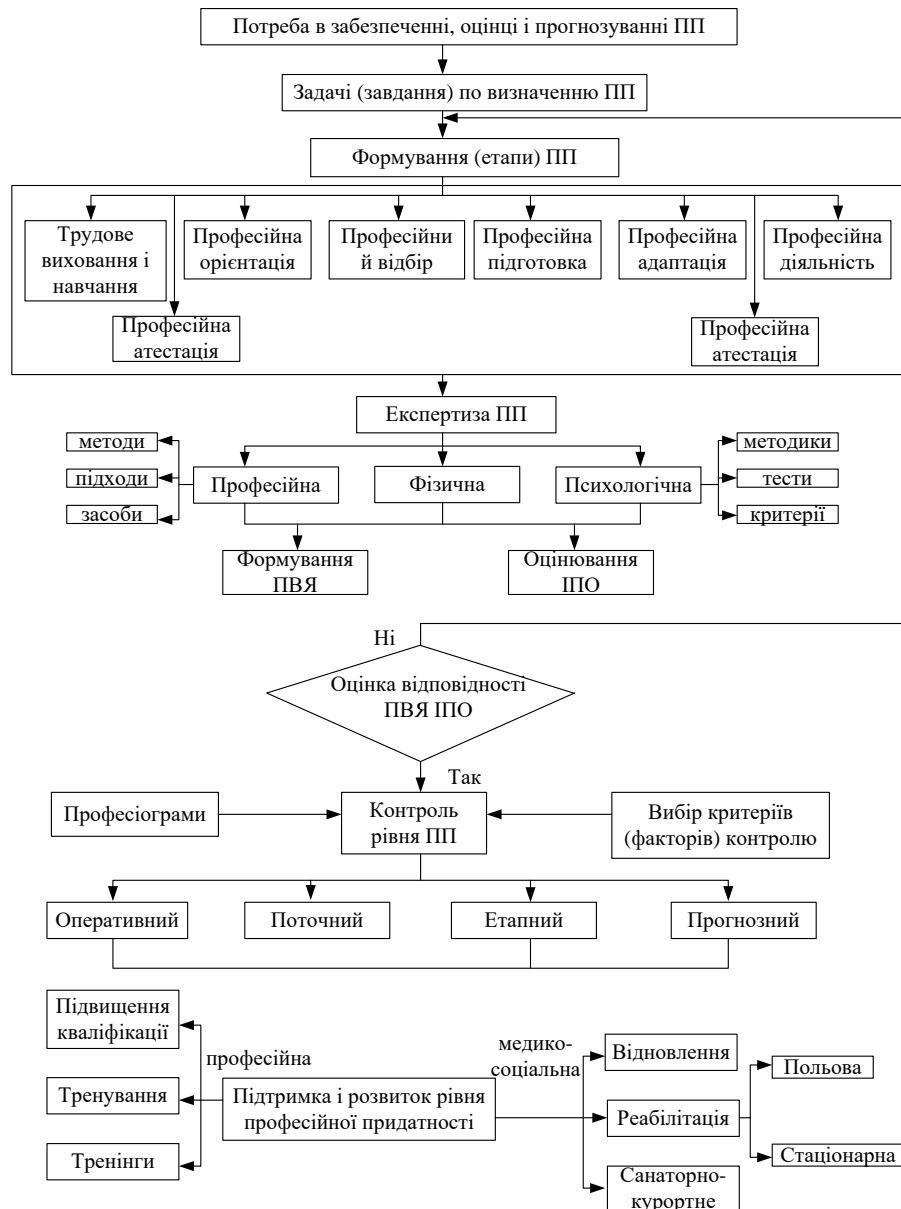 Потреба в забезпеченні, оцінці і прогнозуванні ПП
Задачі (завдання) по визначенню ПП
Формування (етапи) ПП
Трудове
виховання і
навчання
Професійна
орієнтація
Професійни
й відбір
Професійна
підготовка
Професійна
адаптація
Професійна
діяльність
Професійна
атестація
Професійна
атестація
Експертиза ПП
методи
підходи
засоби
Професійна
Фізична
Психологічна
методики
тести
критерії
Формування
ПВЯ
Оцінювання
ІПО
Ні
Оцінка відповідності
ПВЯ ІПО
Так
Професіограми
Контроль
рівня ПП
Вибір критеріїв
(факторів) контролю
Оперативний
Поточний
Етапний
Прогнозний
Підвищення
кваліфікації
Тренування
Тренінги
професійна
Підтримка і розвиток рівня
професійної придатності
медико-
соціальна
Відновлення
Реабілітація
Санаторно-
курортне
Польова
Стаціонарна